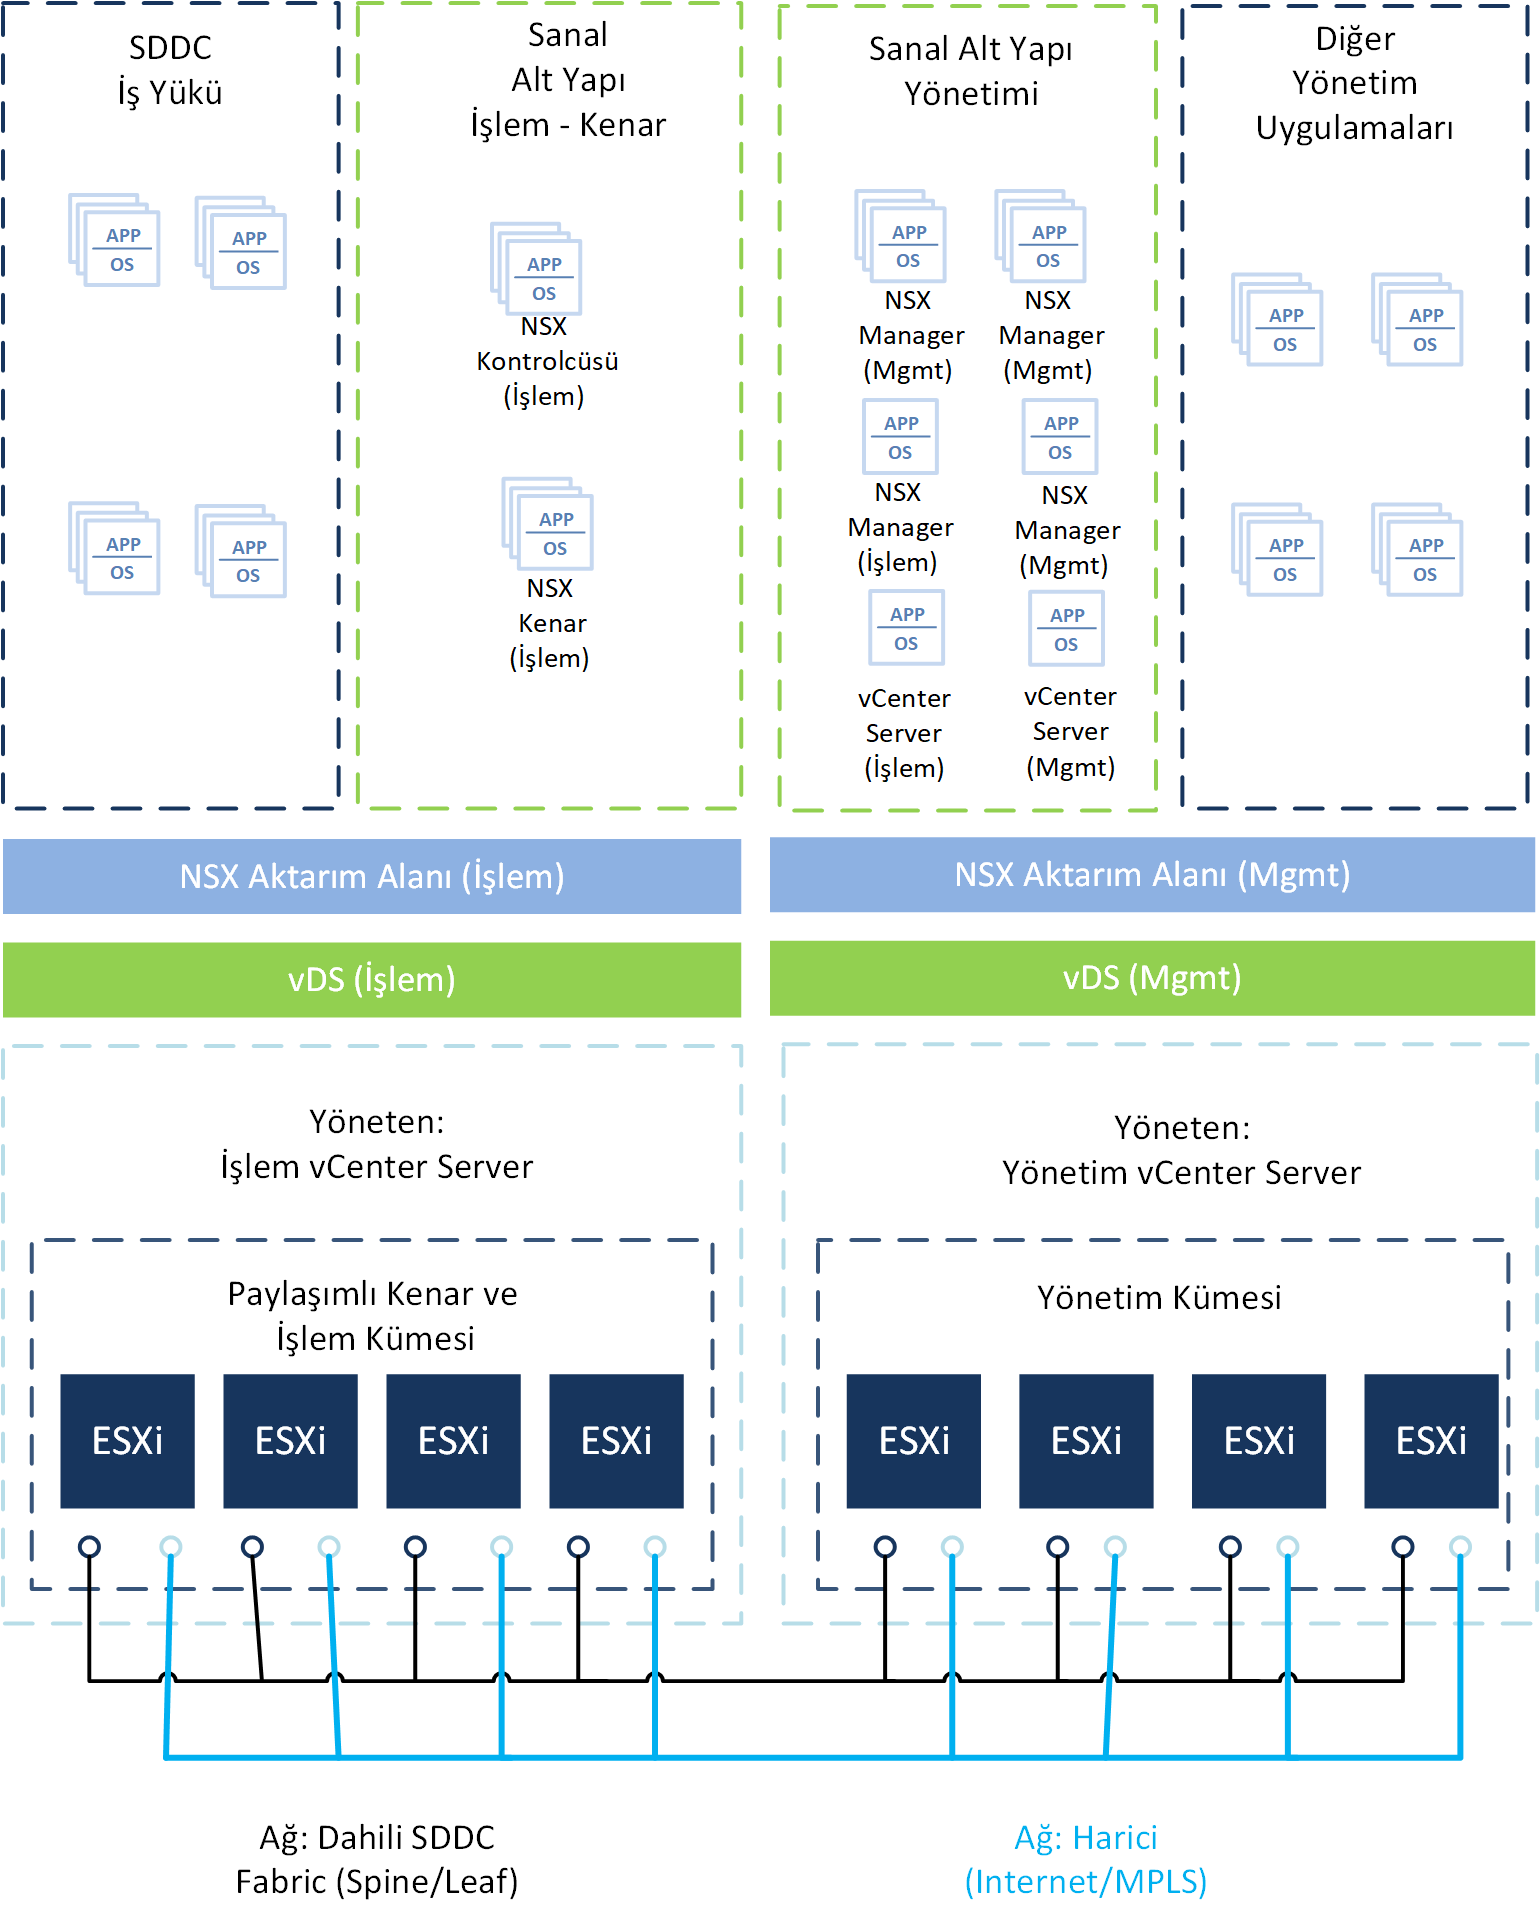 SDDC
İş Yükü
Sanal
Alt Yapı
İşlem - Kenar
Sanal Alt Yapı
Yönetimi
Diğer
Yönetim
Uygulamaları
APP
OS
APP
OS
APP
OS
APP
OS
APP
OS
NSX
Kontrolcüsü
(İşlem)
APP
OS
NSX
Kenar
(İşlem)
APP
OS
NSX
Manager
(Mgmt)
APP
OS
NSX
Manager
(Mgmt)
APP
OS
NSX
Manager
(İşlem)
APP
OS
NSX
Manager
(Mgmt)
APP
OS
vCenter
Server
(İşlem)
APP
OS
vCenter
Server
(Mgmt)
APP
OS
APP
OS
APP
OS
APP
OS
NSX Aktarım Alanı (İşlem)
NSX Aktarım Alanı (Mgmt)
vDS (İşlem)
vDS (Mgmt)
Yöneten:
İşlem vCenter Server
Paylaşımlı Kenar ve
İşlem Kümesi
ESXi
ESXi
ESXi
ESXi
Yöneten:
Yönetim vCenter Server
Yönetim Kümesi
ESXi
ESXi
ESXi
ESXi
Ağ: Dahili SDDC
Fabric (Spine/Leaf)
Ağ: Harici
(Internet/MPLS)